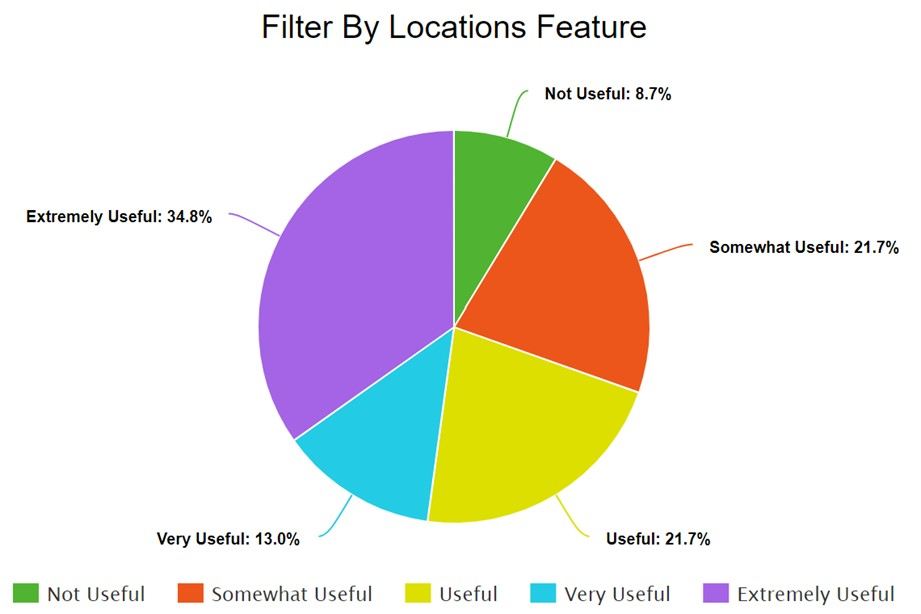 Filter By Locations Feature
Not Useful: 8.7%
Extremely Useful: 34.8%
Somewhat Useful: 21.7%
Very Useful: 13.0%
Useful: 21.7%
Not Useful
Somewhat Useful
Useful
Very Useful
Extremely Useful